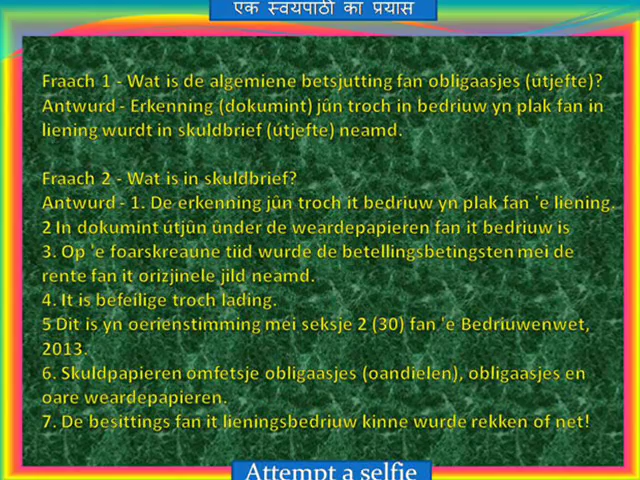 एक स्वयंपाठी का प्रयास
Fraach 1 - Wat is de algemiene betsjutting fan obligaasjes (útjefte)?
Antwurd - Erkenning (dokumint) jûn troch in bedriuw yn plak fan in
liening wurdt in skuldbrief (útjefte) neamd.
Fraach 2 - Wat is in skuldbrief?
Antwurd - 1. De erkenning jûn troch it bedriuw yn plak fan 'e liening.
2 In dokumint útjûn ûnder de weardepapieren fan it bedriuw is
3. Op 'e foarskreaune tiid wurde de betellingsbetingsten mei de
rente fan it orizjinele jild neamd.
4. It is befeilige troch lading.
5 Dit is yn oerienstimming mei seksje 2 (30) fan 'e Bedriuwenwet,
2013.
6. Skuldpapieren omfetsje obligaasjes (oandielen), obligaasjes en
oare weardepapieren.
7. De besittings fan it lieningsbedriuw kinne wurde rekken of net!
Attempt a selfie